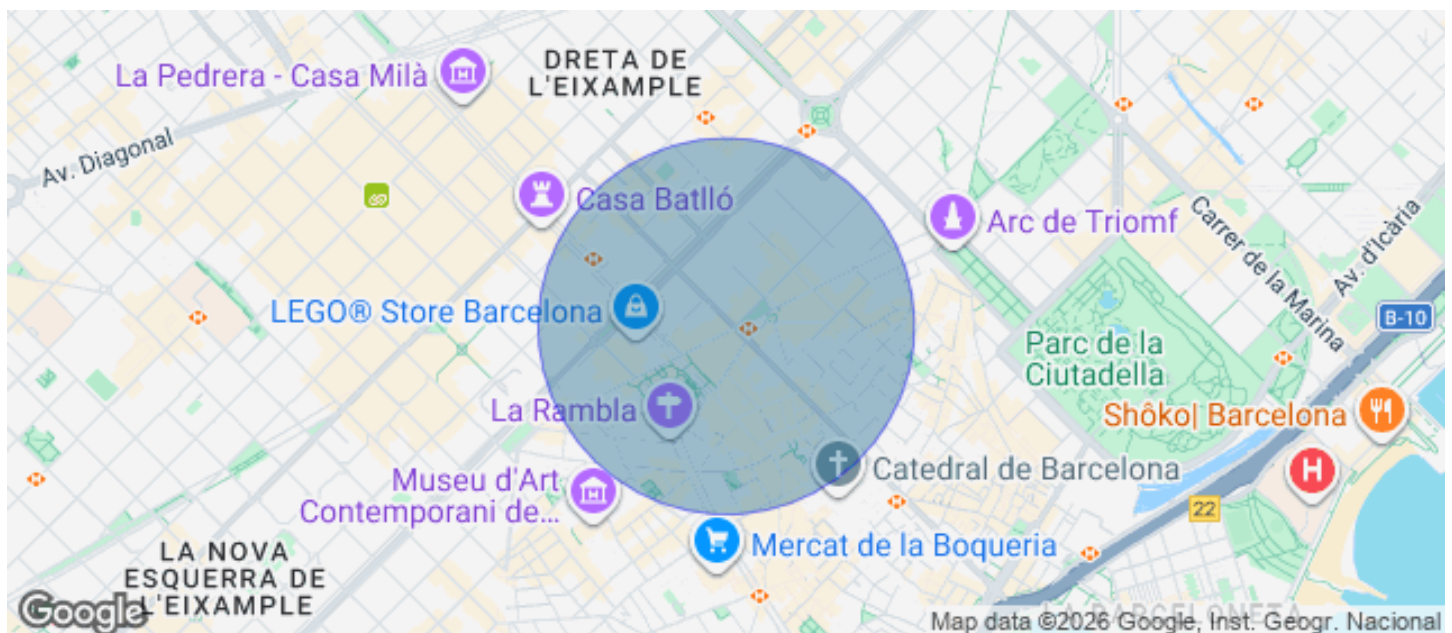 DRETA DE
L'EIXAMPLE
La Pedrera - Casa Milà
Av. Diagonal
Casa Batlló
Arc de Triomf
Carrer de la Marina
Av. d'Icària
LEGO® Store Barcelona
B-10
Parc de la
Ciutadella
La Rambla
Shôko| Barcelona
Catedral de Barcelona
H
Museu d'Art
Contemporani de...
22
Mercat de la Boqueria
LA NOVA
ESQUERRA DE
L'EIXAMPLE
Google
LA BARCELONETA
Map data ©2026 Google, Inst. Geogr. Nacional